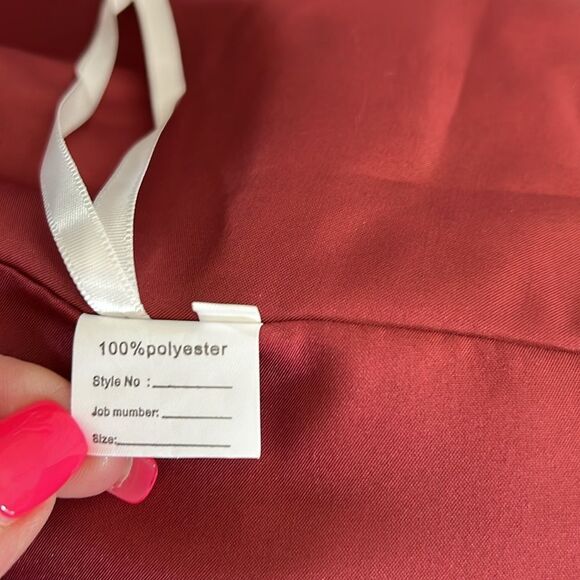 100%polyester
Style No :
Job mumber:
Size: